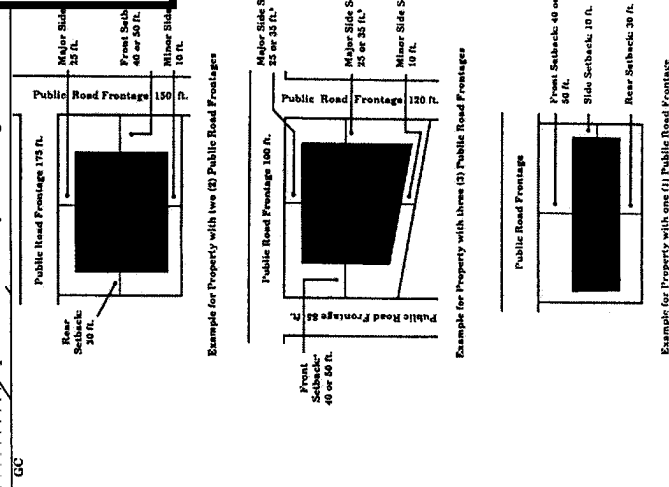 Major Side
25 ft.
Front Setb
40 or 50 ft.
Minor Side
10 ft.
Public Road Frontage 150 ft.
Public Road Frontage 175 ft.
Rear
Setback:
30 ft.
Example for Property with two (2) Public Road Frontages
Major Side S
25 or 35 ft.
Major Side S
25 or 35 ft.
Minor Side S
10 ft.
Public Road Frontage 120 ft.
Public Road Frontage 100 ft.
Public Road Frontage 85 ft.
Front
Setback:
40 or 50 ft.
Example for Property with three (3) Public Road Frontages
Front Setback: 40 or
50 ft.
Side Setback: 10 ft.
Rear Setback: 30 ft.
Public Road Frontage
Example for Property with one (1) Public Road Frontage
GC